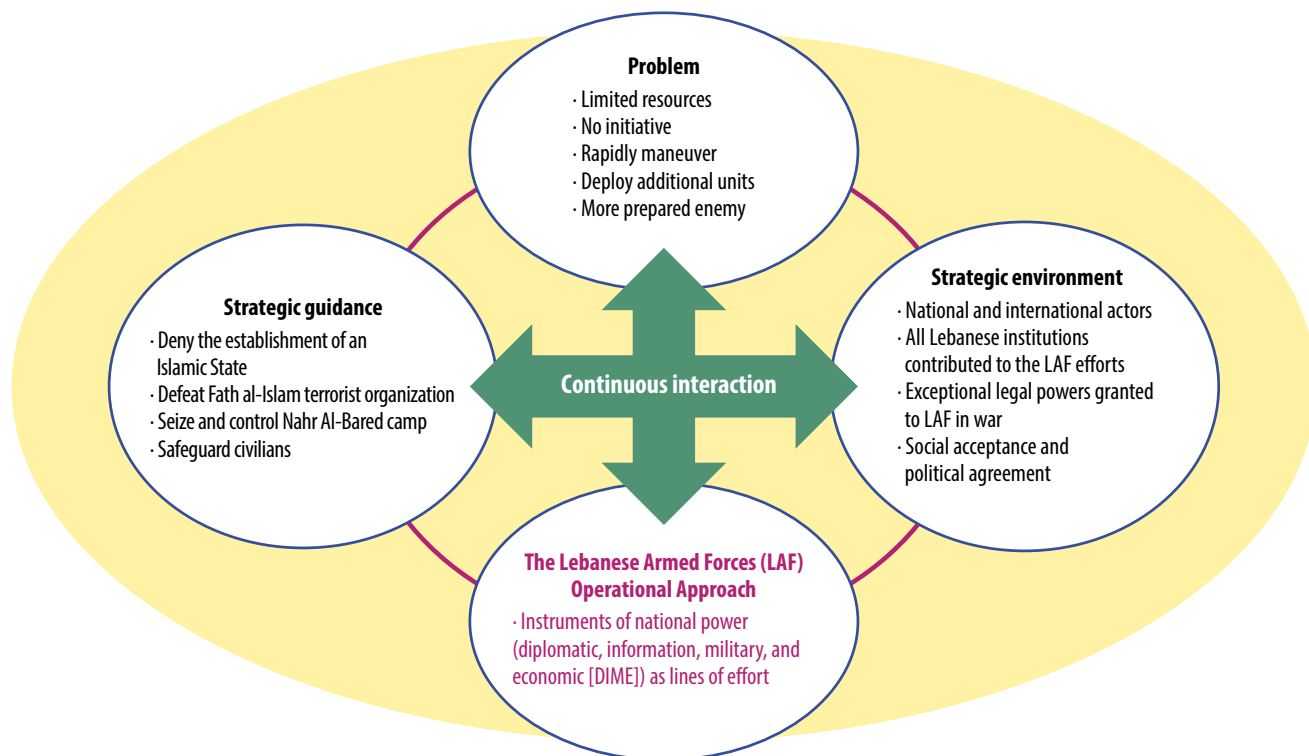 Problem
· Limited resources
· No initiative
· Rapidly maneuver
· Deploy additional units
· More prepared enemy
Strategic guidance
· Deny the establishment of an
Islamic State
· Defeat Fath al-Islam terrorist organization
· Seize and control Nahr Al-Bared camp
· Safeguard civilians
Continuous interaction
Strategic environment
· National and international actors
· All Lebanese institutions
contributed to the LAF efforts
· Exceptional legal powers granted
to LAF in war
· Social acceptance and
political agreement
The Lebanese Armed Forces (LAF)
Operational Approach
· Instruments of national power
(diplomatic, information, military, and
economic [DIME]) as lines of effort